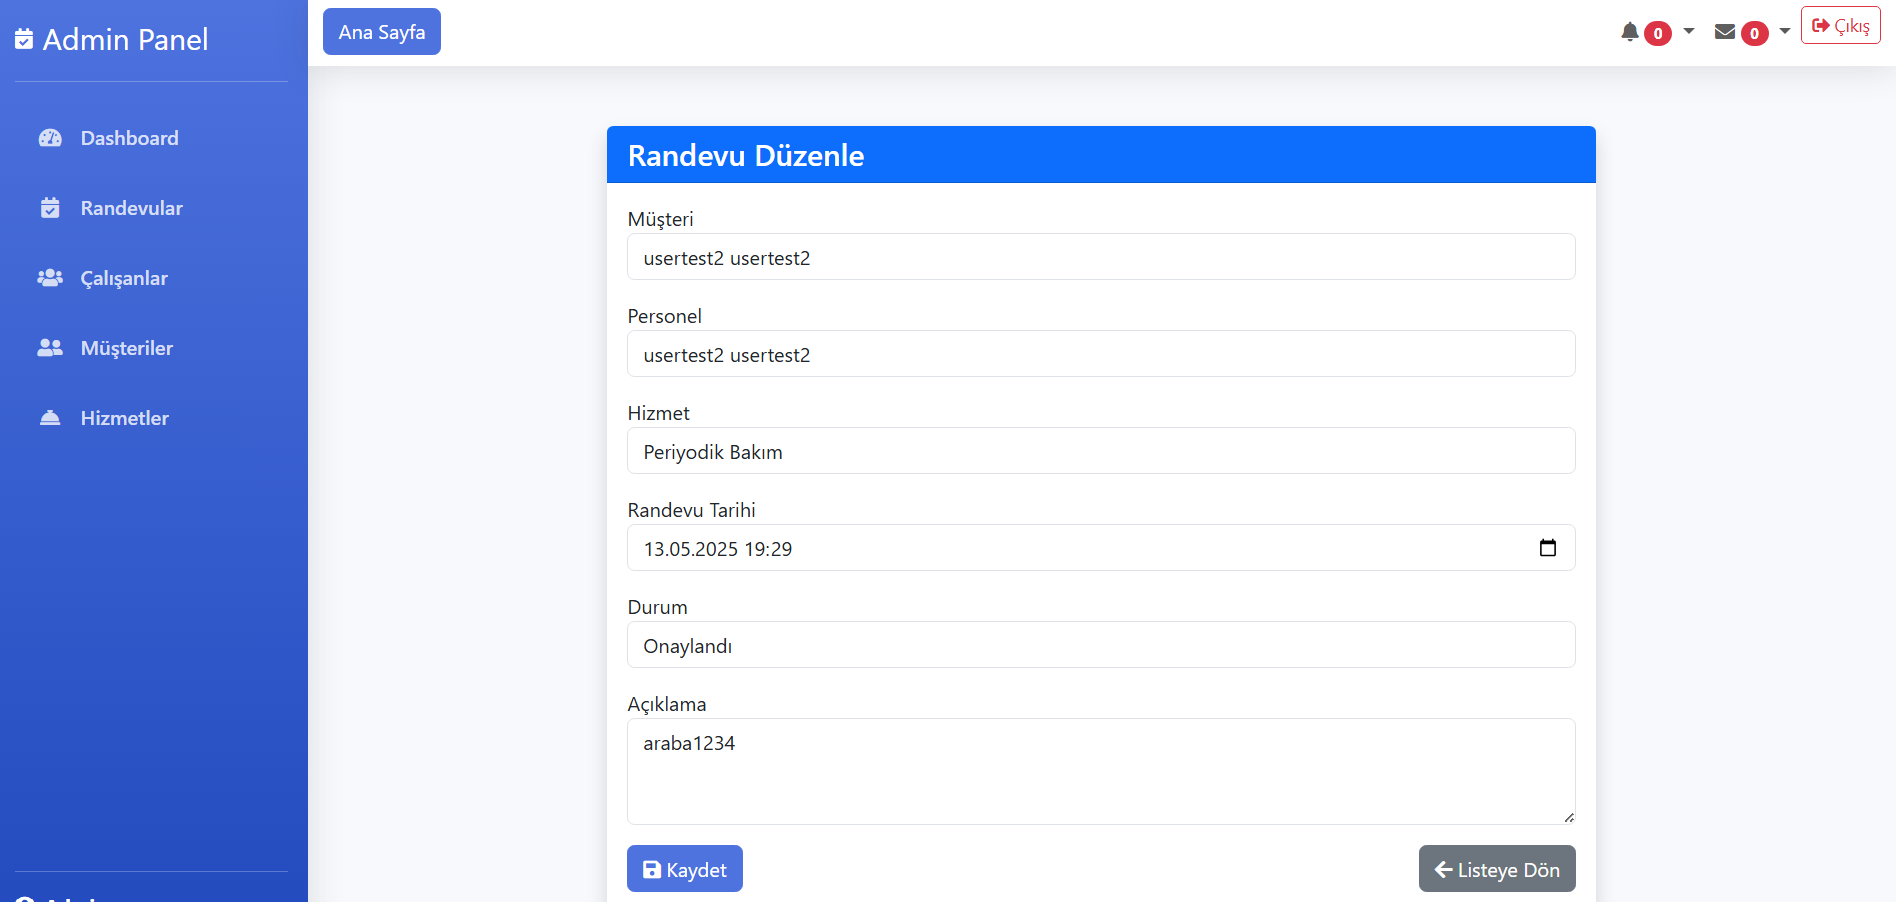 Admin Panel
Dashboard
Randevular
Çalışanlar
Müşteriler
Hizmetler
Ana Sayfa
0
0
Çıkış
Randevu Düzenle
Müşteri
usertest2 usertest2
Personel
usertest2 usertest2
Hizmet
Periyodik Bakım
Randevu Tarihi
13.05.2025 19:29
Durum
Onaylandı
Açıklama
araba1234
Kaydet
Listeye Dön